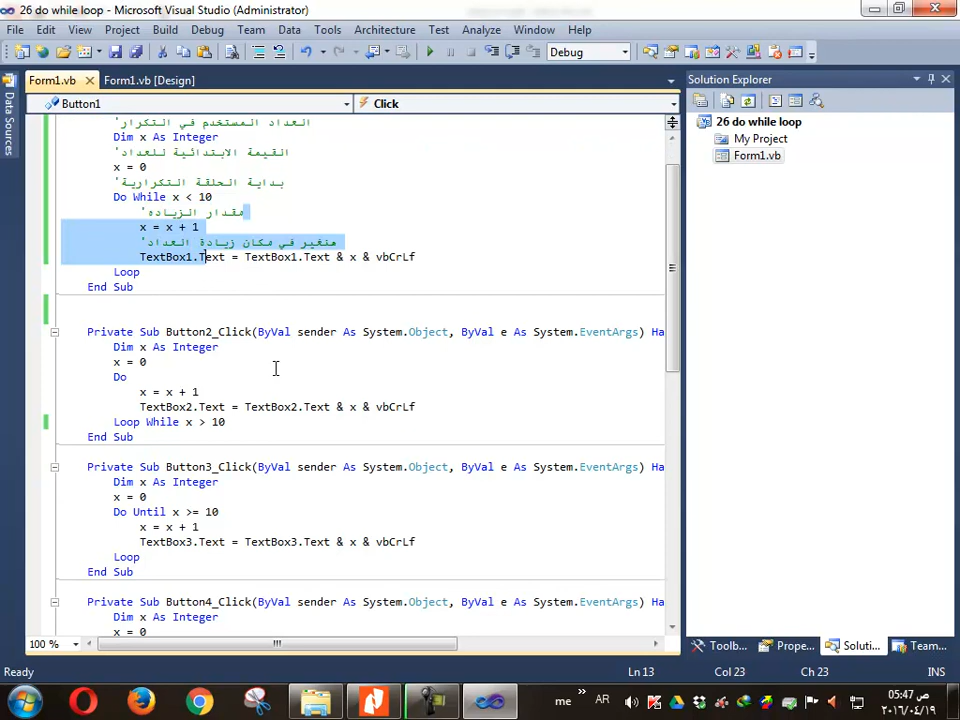 26 do while loop - Microsoft Visual Studio (Administrator)
File Edit View Project Build Debug Team Data Tools Architecture Test Analyze Window Help
Debug
Form1.vb
Form1.vb [Design]
Solution Explorer
Data Sources
Button1
Click
'العداد المستخدم في التكرار
Dim x As Integer
'القيمة الابتدائية للعداد
x = 0
'بداية الحلقة التكرارية
Do While x < 10
'مقدار الزياده
x = x + 1
'هنغير في مكان زيادة العداد
TextBox1.Text = TextBox1.Text & x & vbCrLf
Loop
End Sub
Private Sub Button2_Click(ByVal sender As System.Object, ByVal e As System.EventArgs) Ha
Dim x As Integer
x = 0
Do
x = x + 1
TextBox2.Text = TextBox2.Text & x & vbCrLf
Loop While x > 10
End Sub
Private Sub Button3_Click(ByVal sender As System.Object, ByVal e As System.EventArgs) Ha
Dim x As Integer
x = 0
Do Until x >= 10
x = x + 1
TextBox3.Text = TextBox3.Text & x & vbCrLf
Loop
End Sub
Private Sub Button4_Click(ByVal sender As System.Object, ByVal e As System.EventArgs) Ha
Dim x As Integer
x = 0
26 do while loop
My Project
Form1.vb
100 %
Toolb... Prope... Soluti... Team...
Ln 13 Col 23 Ch 23 INS
me » AR
05:47 ص
٢٠١٦/٠٤/١٩